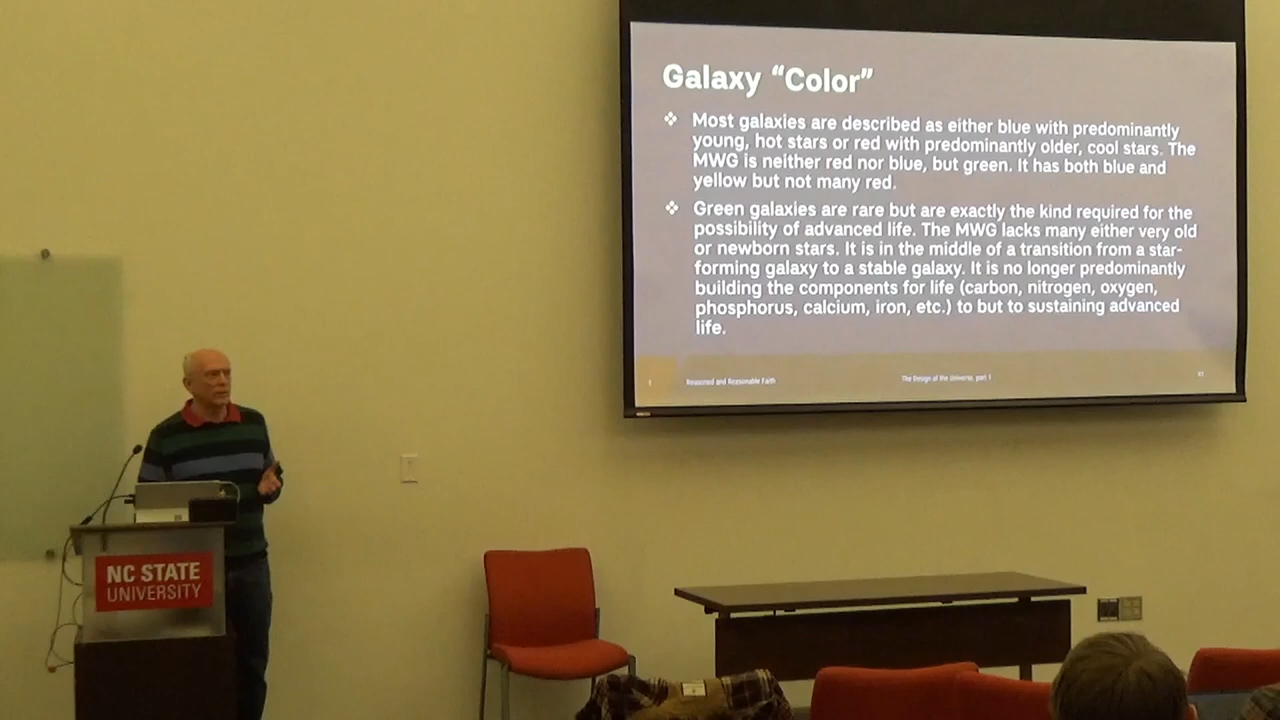 Galaxy “Color”
❖ Most galaxies are described as either blue with predominantly
young, hot stars or red with predominantly older, cool stars. The
MWG is neither red nor blue, but green. It has both blue and
yellow but not many red.
❖ Green galaxies are rare but are exactly the kind required for the
possibility of advanced life. The MWG lacks many either very old
or newborn stars. It is in the middle of a transition from a star-
forming galaxy to a stable galaxy. It is no longer predominantly
building the components for life (carbon, nitrogen, oxygen,
phosphorus, calcium, iron, etc.) to but to sustaining advanced
life.
Reasoned and Reasonable Faith
The Design of the Universe, part 1
NC STATE
UNIVERSITY